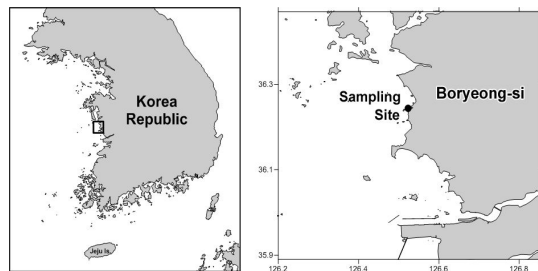 Korea
Republic
Jeju Is.
36.3
36.1
35.9
Sampling
Site
Boryeong-si
126.2
126.4
126.6
126.8